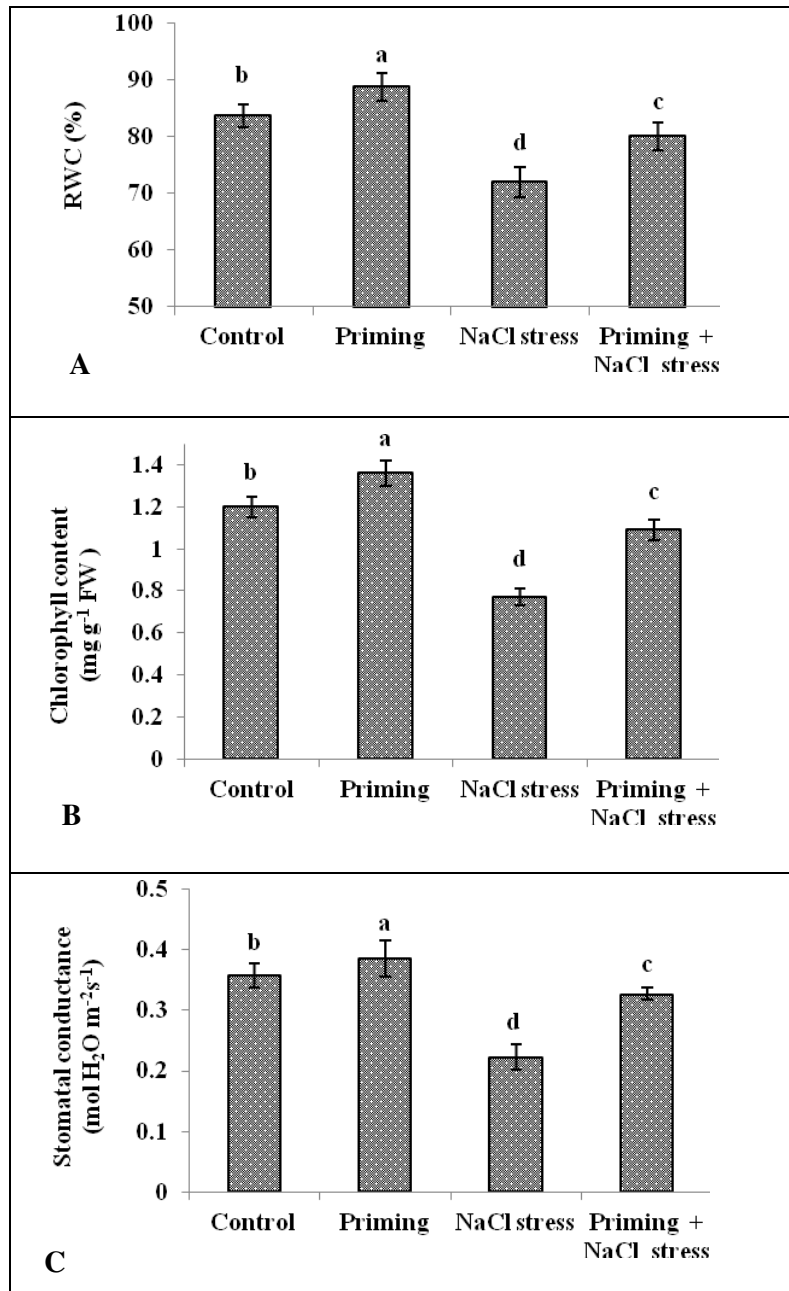 100
90
80
70
60
50
RWC (%)
b
a
d
c
Control
Priming
NaCl stress
Priming +
NaCl stress
A
1.4
1.2
1
0.8
0.6
0.4
0.2
0
Chlorophyll content
(mg g⁻¹ FW )
b
a
d
c
Control
Priming
NaCl stress
Priming +
NaCl stress
B
0.5
0.4
0.3
0.2
0.1
0
Stomatal conductance
(mol H₂O m⁻²s⁻¹)
b
a
d
c
Control
Priming
NaCl stress
Priming +
NaCl stress
C